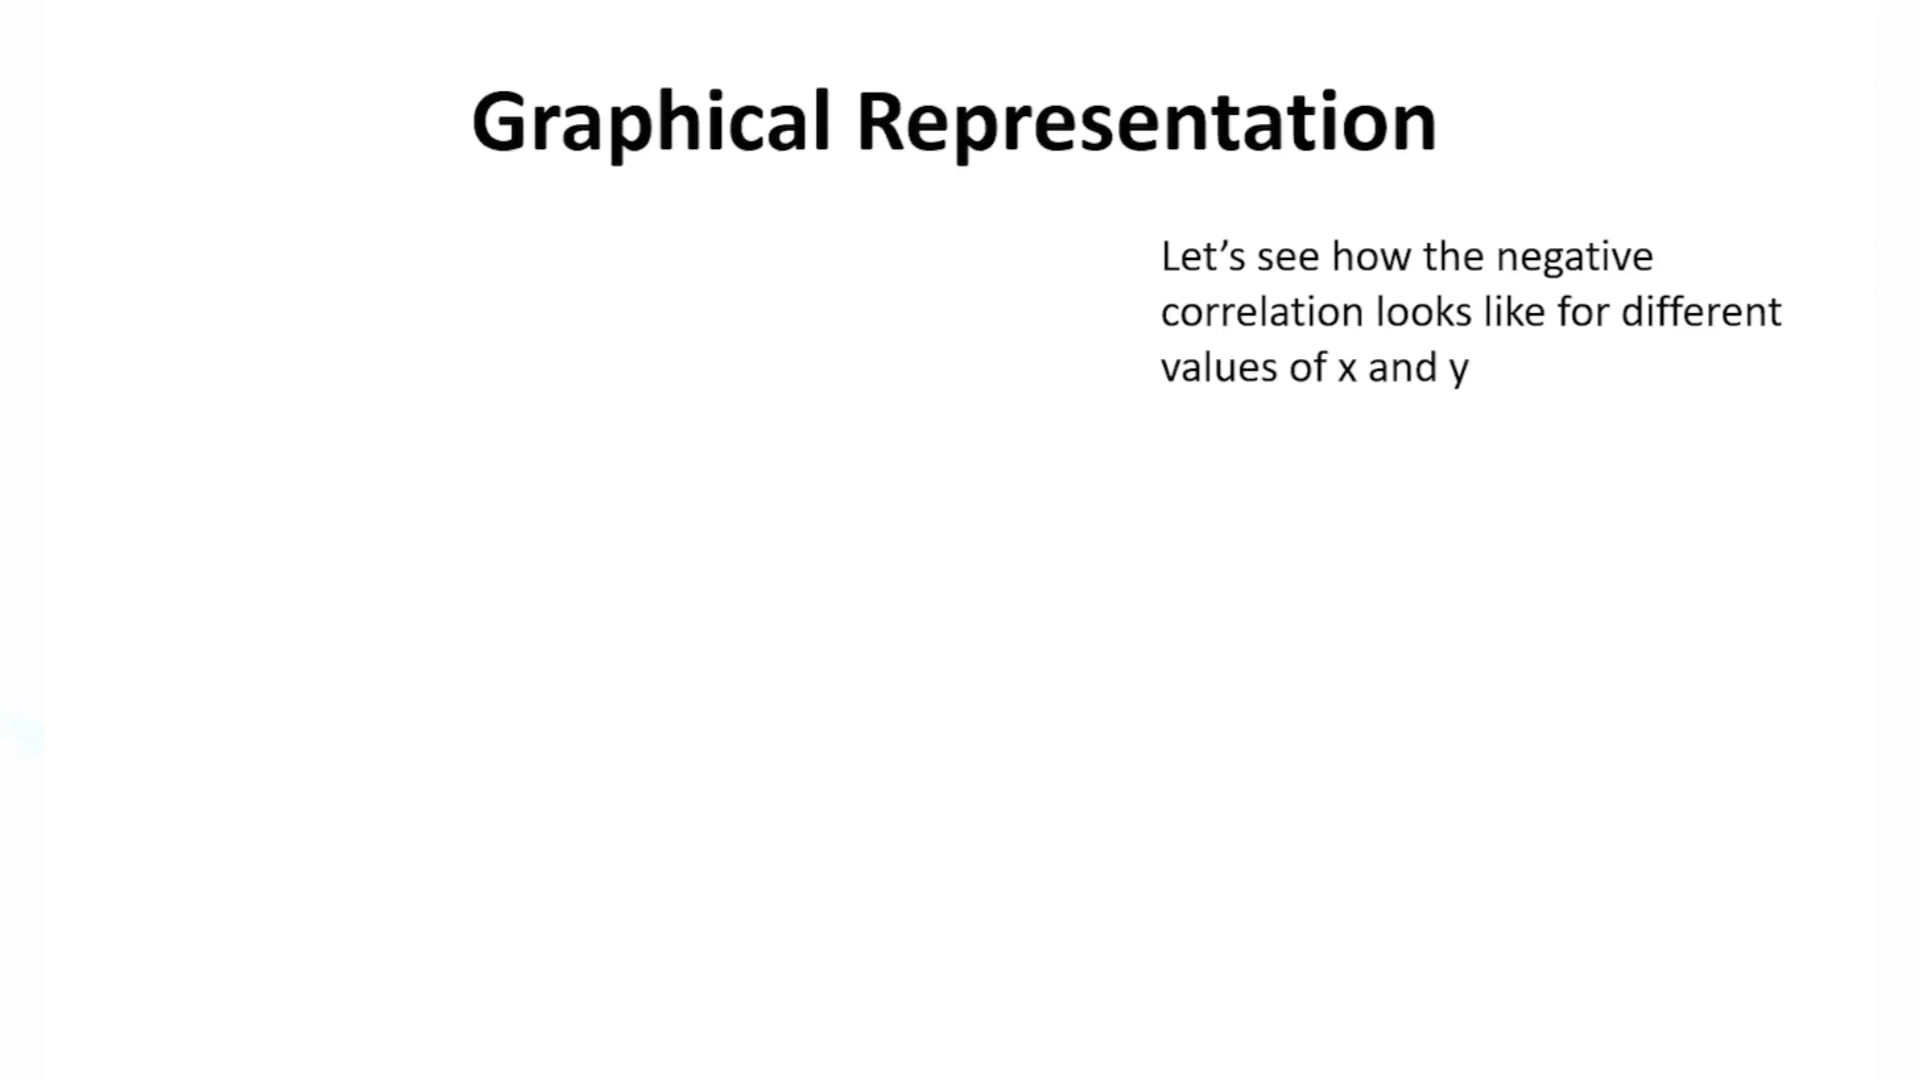 Graphical Representation
Let’s see how the negative
correlation looks like for different
values of x and y